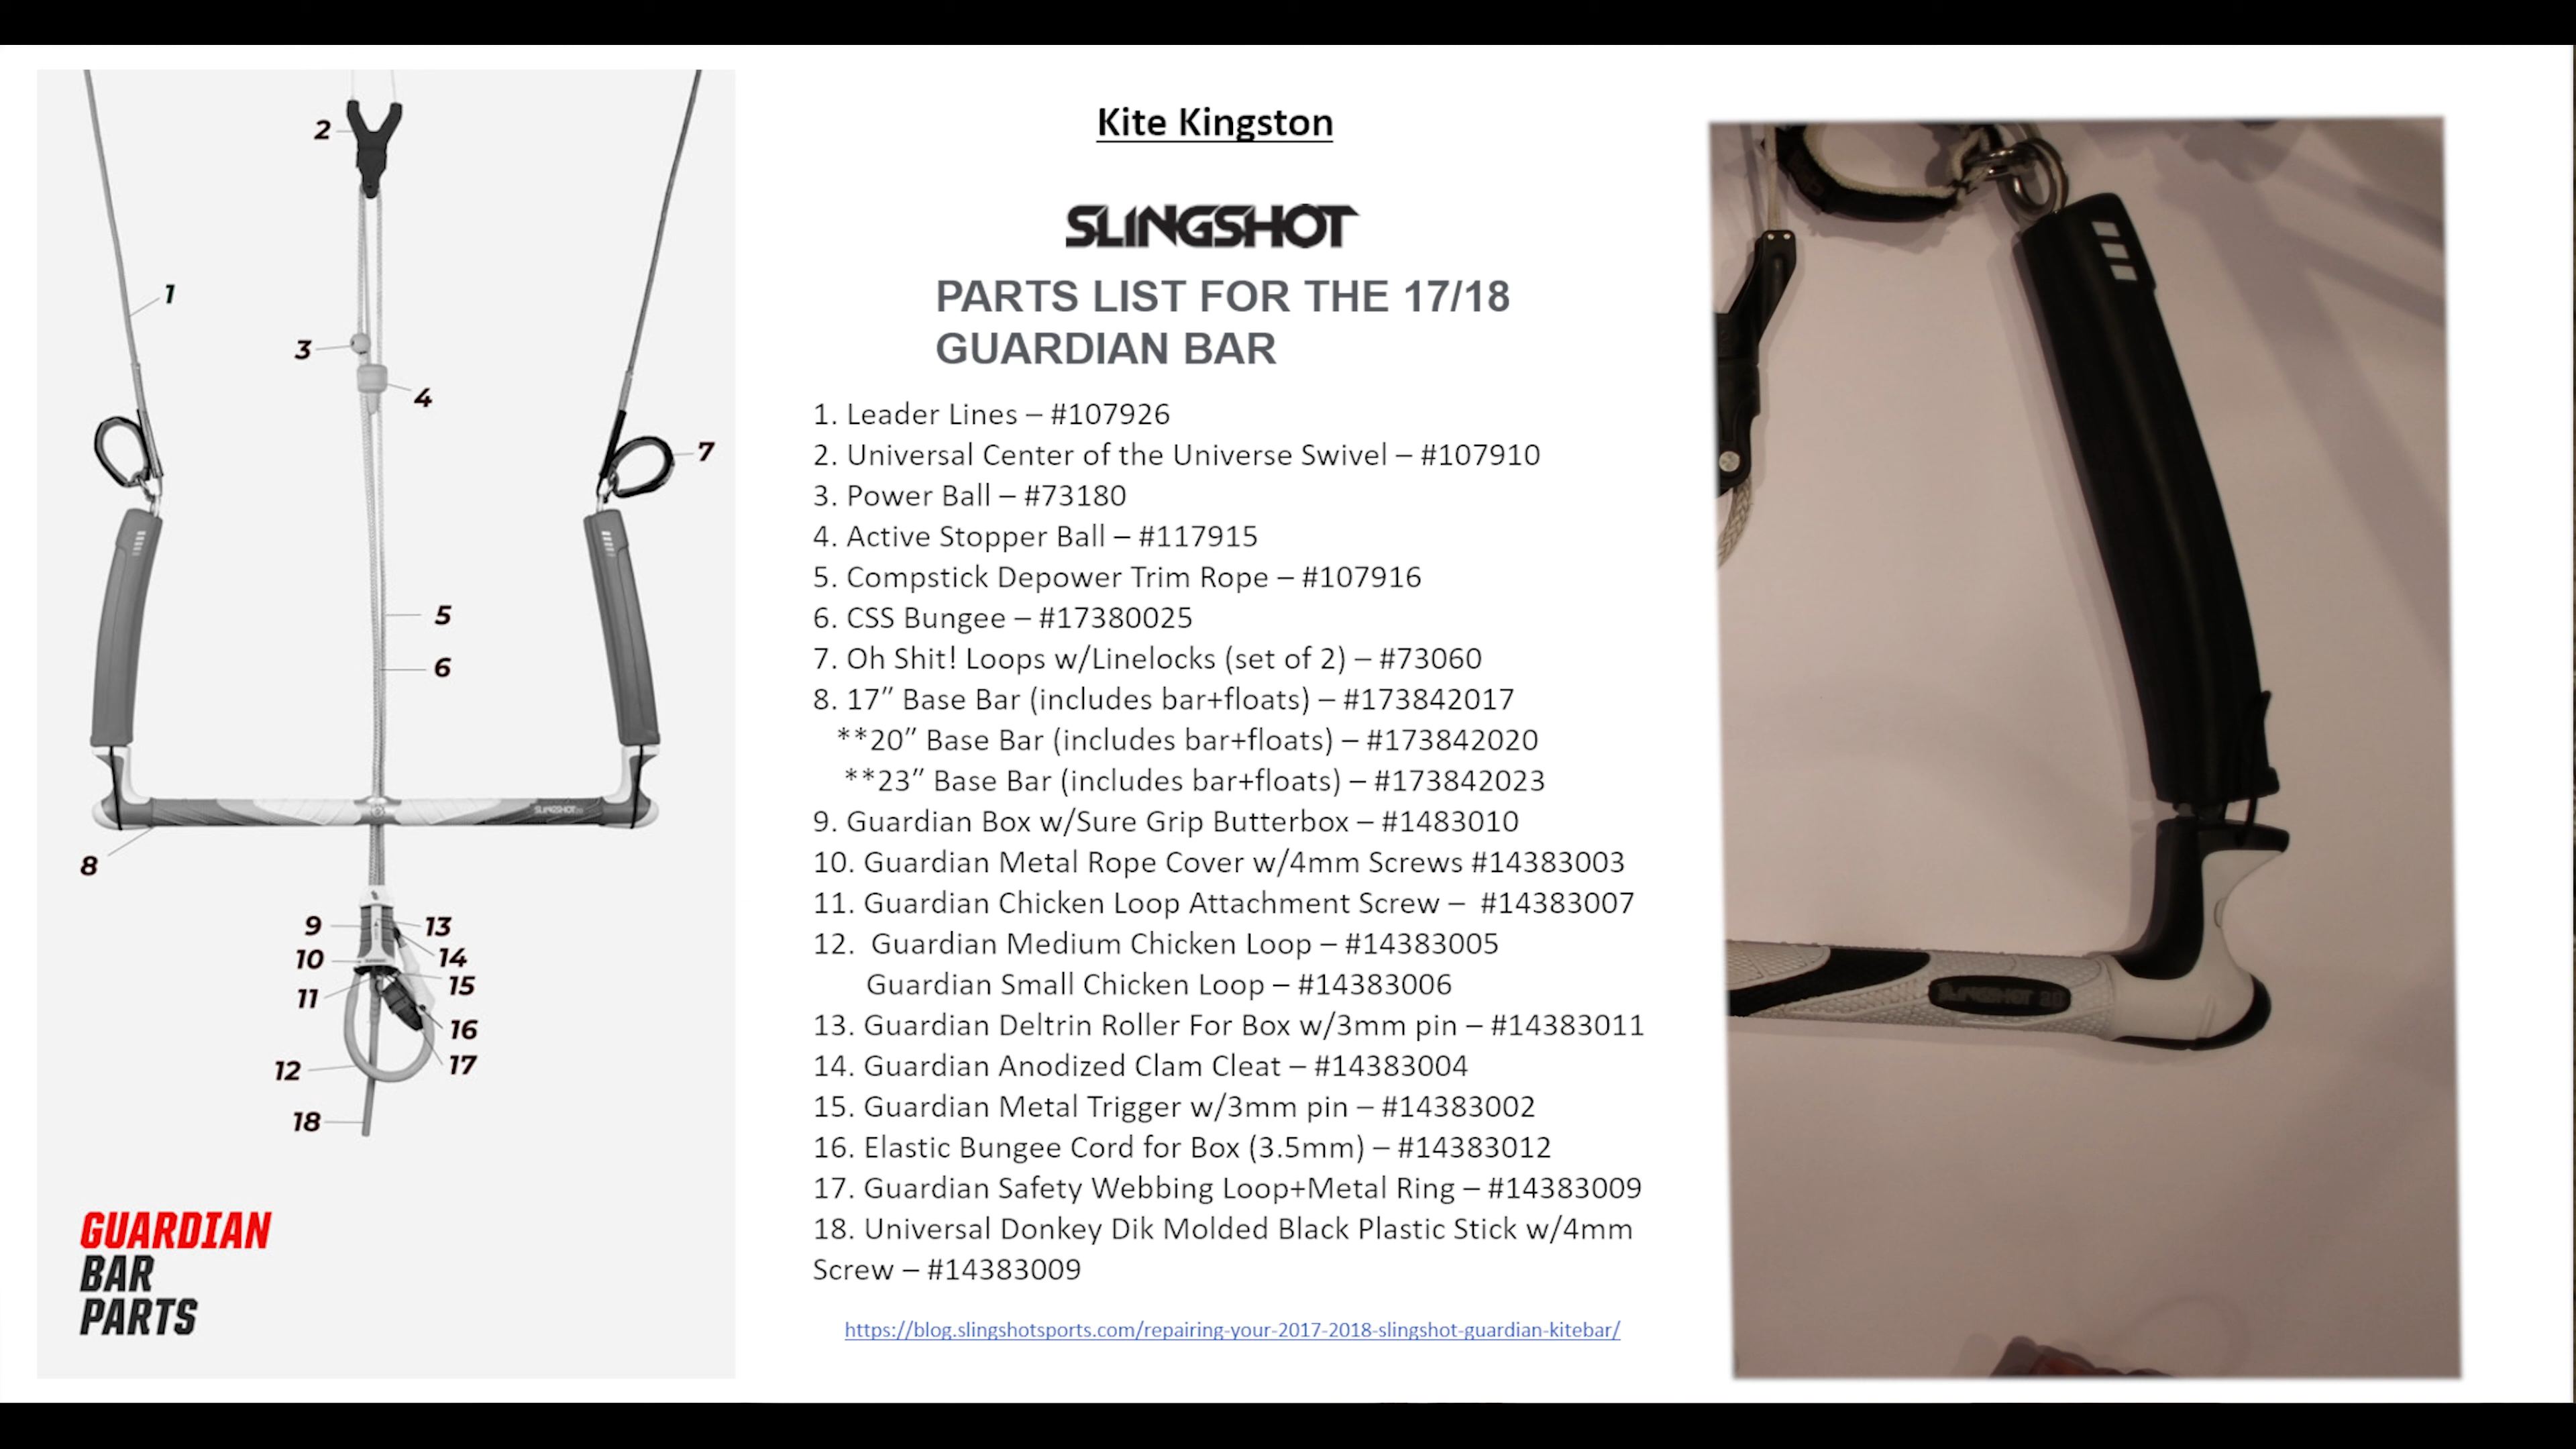 Kite Kingston
SLINGSHOT
PARTS LIST FOR THE 17/18
GUARDIAN BAR
1. Leader Lines – #107926
2. Universal Center of the Universe Swivel – #107910
3. Power Ball – #73180
4. Active Stopper Ball – #117915
5. Compstick Depower Trim Rope – #107916
6. CSS Bungee – #17380025
7. Oh Shit! Loops w/Linelocks (set of 2) – #73060
8. 17” Base Bar (includes bar+floats) – #173842017
**20” Base Bar (includes bar+floats) – #173842020
**23” Base Bar (includes bar+floats) – #173842023
9. Guardian Box w/Sure Grip Butterbox – #1483010
10. Guardian Metal Rope Cover w/4mm Screws #14383003
11. Guardian Chicken Loop Attachment Screw – #14383007
12. Guardian Medium Chicken Loop – #14383005
Guardian Small Chicken Loop – #14383006
13. Guardian Deltrin Roller For Box w/3mm pin – #14383011
14. Guardian Anodized Clam Cleat – #14383004
15. Guardian Metal Trigger w/3mm pin – #14383002
16. Elastic Bungee Cord for Box (3.5mm) – #14383012
17. Guardian Safety Webbing Loop+Metal Ring – #14383009
18. Universal Donkey Dik Molded Black Plastic Stick w/4mm
Screw – #14383009
https://blog.slingshotsports.com/repairing-your-2017-2018-slingshot-guardian-kitebar/
2
1
3
4
7
5
6
SLINGSHOT
8
9
13
10
14
15
11
16
12
17
18
GUARDIAN
BAR
PARTS
SLINGSHOT